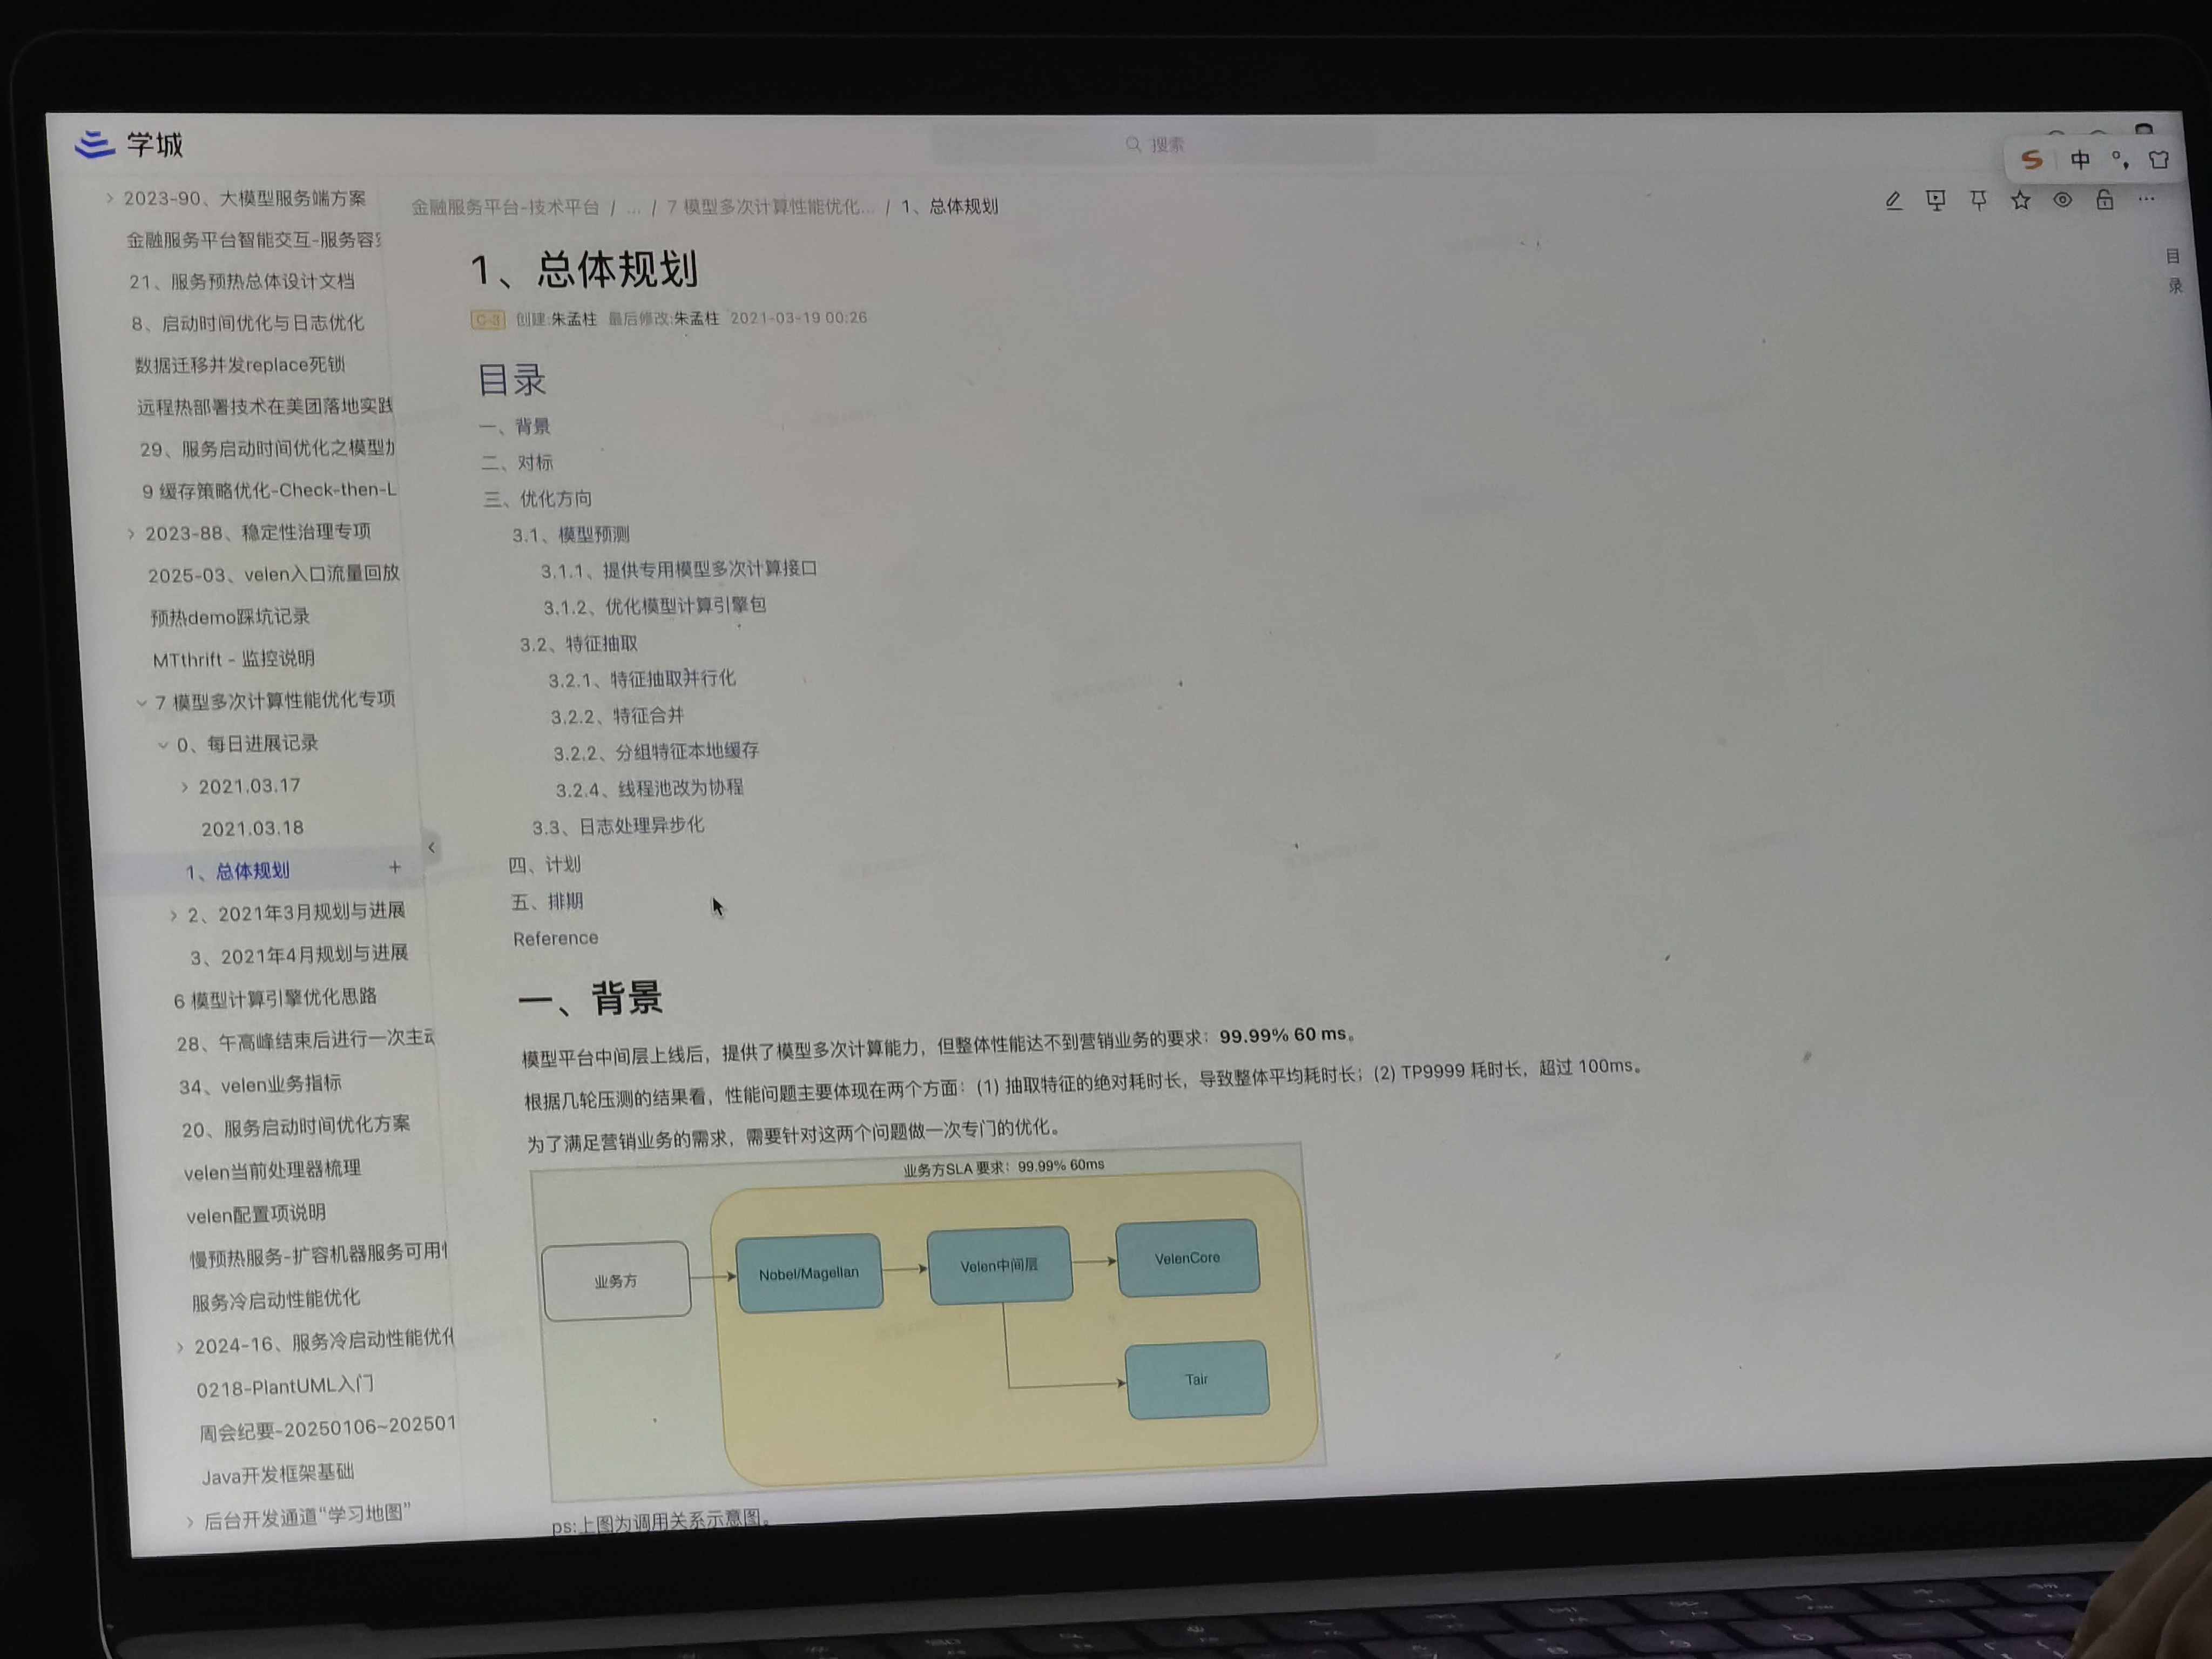 学城
搜索
中
2023-90、大模型服务端方案
金融服务平台智能交互-服务容
21、服务预热总体设计文档
8、启动时间优化与日志优化
数据迁移并发replace死锁
远程热部署技术在美团落地实践
29、服务启动时间优化之模型加
9 缓存策略优化-Check-then-L
2023-88、稳定性治理专项
2025-03、velen入口流量回放
预热demo踩坑记录
MTthrift - 监控说明
7 模型多次计算性能优化专项
0、每日进展记录
2021.03.17
2021.03.18
1、总体规划 +
2、2021年3月规划与进展
3、2021年4月规划与进展
6 模型计算引擎优化思路
28、午高峰结束后进行一次主动
34、velen业务指标
20、服务启动时间优化方案
velen当前处理器梳理
velen配置项说明
慢预热服务-扩容机器服务可用
服务冷启动性能优化
2024-16、服务冷启动性能优化
0218-PlantUML入门
周会纪要-20250106~202501
Java开发框架基础
后台开发通道“学习地图”
金融服务平台-技术平台 / ... / 7 模型多次计算性能优化... / 1、总体规划
目录
1、总体规划
C-3 创建:朱孟柱 最后修改:朱孟柱 2021-03-19 00:26
目录
一、背景
二、对标
三、优化方向
3.1、模型预测
3.1.1、提供专用模型多次计算接口
3.1.2、优化模型计算引擎包
3.2、特征抽取
3.2.1、特征抽取并行化
3.2.2、特征合并
3.2.2、分组特征本地缓存
3.2.4、线程池改为协程
3.3、日志处理异步化
四、计划
五、排期
Reference
一、背景
模型平台中间层上线后，提供了模型多次计算能力，但整体性能达不到营销业务的要求：99.99% 60 ms。
根据几轮压测的结果看，性能问题主要体现在两个方面：(1) 抽取特征的绝对耗时长，导致整体平均耗时长；(2) TP9999 耗时长，超过 100ms。
为了满足营销业务的需求，需要针对这两个问题做一次专门的优化。
业务方SLA 要求：99.99% 60ms
业务方
Nobel/Magellan
Velen中间层
VelenCore
Tair
ps:上图为调用关系示意图。